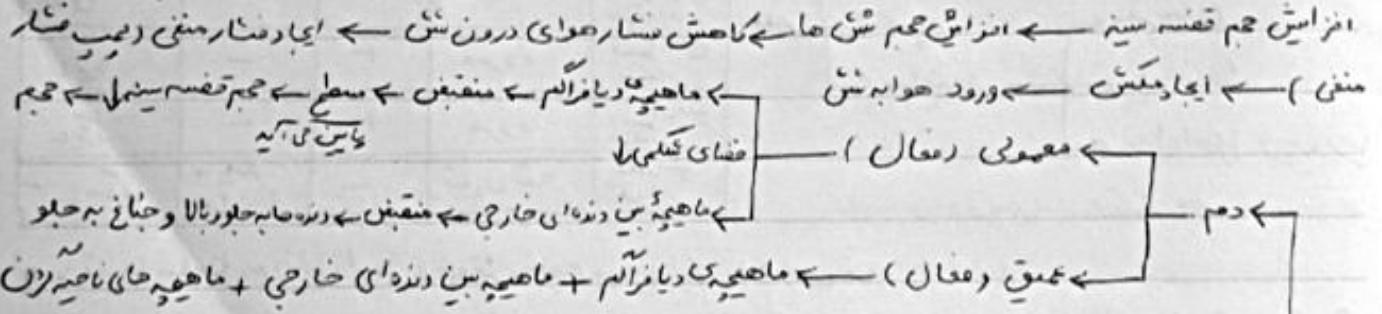 افزایش حجم قفسه سینه ← افزایش حجم شش ها ← کاهش فشار هوای درون شش ← ایجاد فشار منفی (مکش فشار
منفی) ← ایجاد مکش ← ورود هوا به شش
← ماهیچهٔ دیافراگم ← منقبض ← مسطح ← حجم قفسه سینه ↑ ← حجم
پایین می آید
فضای شکمی ↓
← معمولی (فعال)
← ماهیچهٔ بین دنده ای خارجی ← منقبض ← دنده ها به جلو و بالا و جناغ به جلو
← دم
← عمیق (فعال) ← ماهیچه ی دیافراگم + ماهیچه بین دنده ای خارجی + ماهیچه های ناحیه گردن